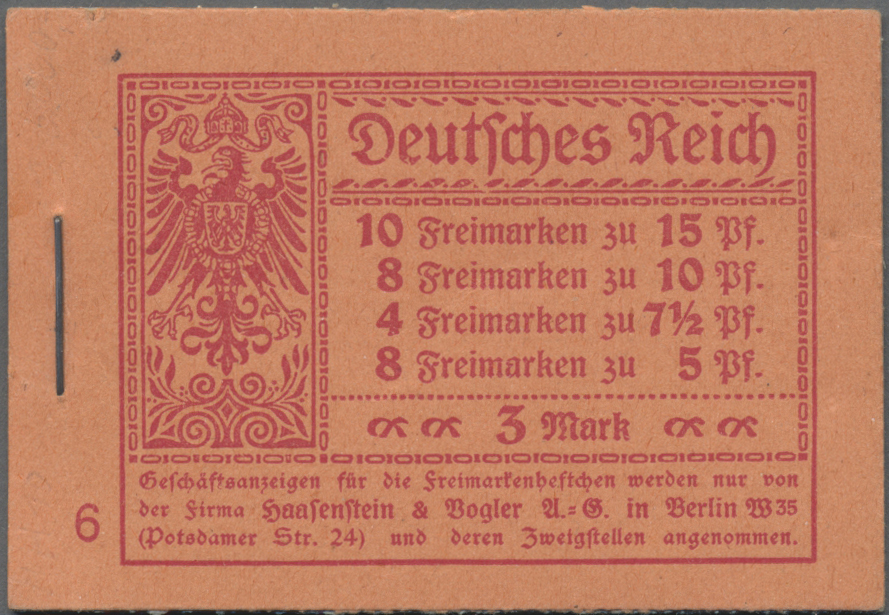 Deutsches Reich
10 Freimarken zu 15 Pf.
8 Freimarken zu 10 Pf.
4 Freimarken zu 7½ Pf.
8 Freimarken zu 5 Pf.
3 Mark
Geschäftsanzeigen für die Freimarkenheftchen werden nur von
der Firma Haasenstein & Vogler A.=G. in Berlin W35
(Potsdamer Str. 24) und deren Zweigstellen angenommen.
6